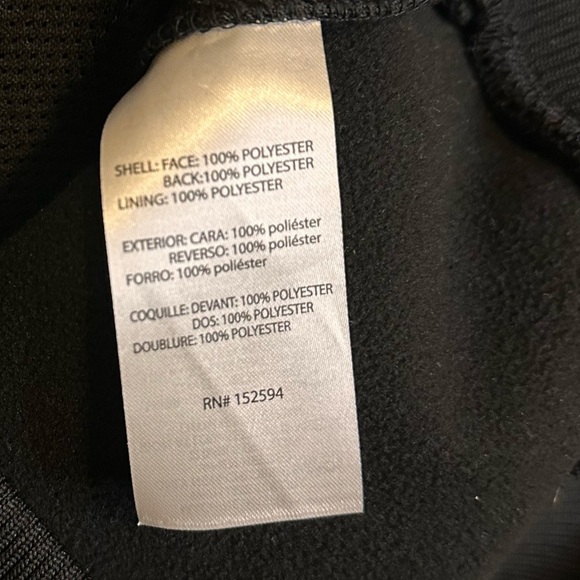 SHELL: FACE: 100% POLYESTER
BACK:100% POLYESTER
LINING: 100% POLYESTER
EXTERIOR: CARA: 100% poliéster
REVERSO: 100% poliéster
FORRO: 100% poliéster
COQUILLE: DEVANT: 100% POLYESTER
DOS: 100% POLYESTER
DOUBLURE: 100% POLYESTER
RN# 152594